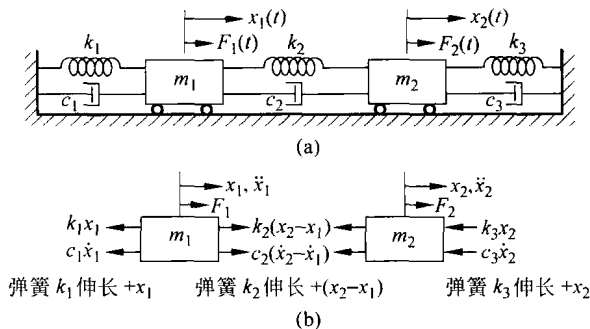 x₁(t) x₂(t)
k₁ F₁(t) k₂ F₂(t) k₃
m₁ m₂
c₁ c₂ c₃
(a)
x₁, ẍ₁ x₂, ẍ₂
F₁ F₂
k₁x₁ k₂(x₂−x₁) k₃x₂
m₁ m₂
c₁ẋ₁ c₂(ẋ₂−ẋ₁) c₃ẋ₂
弹簧 k₁ 伸长 +x₁ 弹簧 k₂ 伸长 +(x₂−x₁) 弹簧 k₃ 伸长 +x₂
(b)